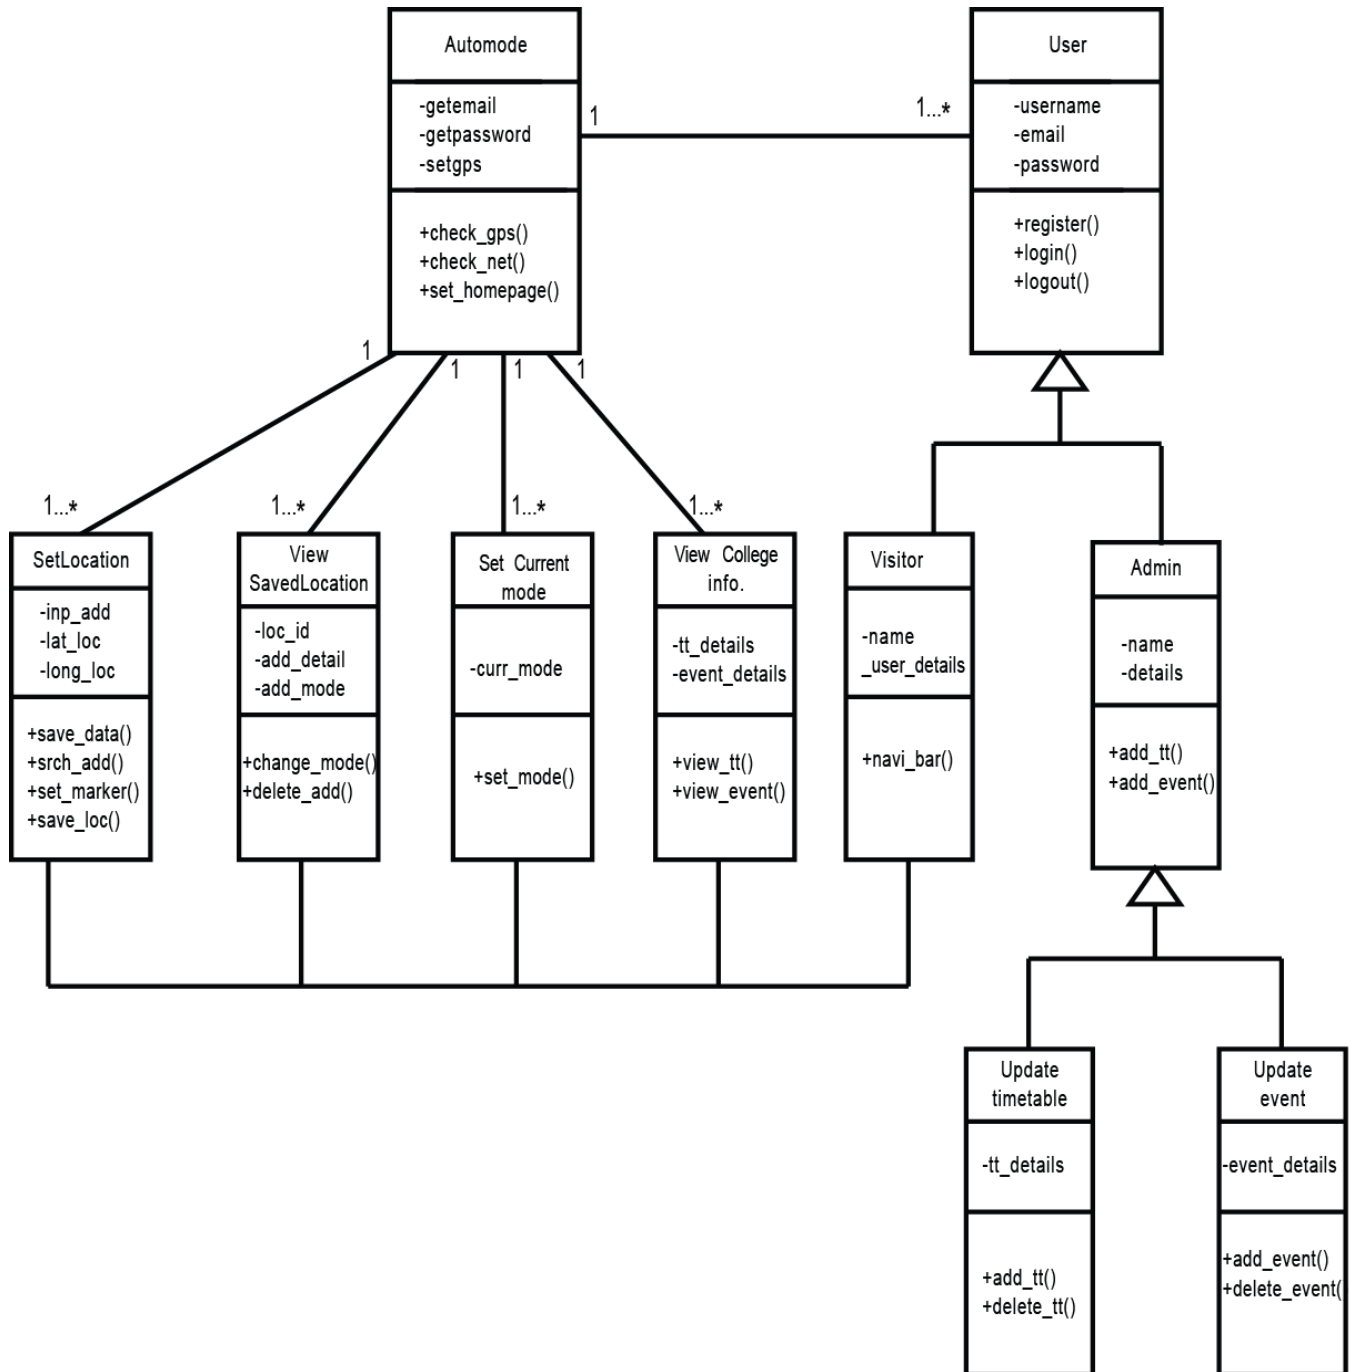 Automode
-getemail
-getpassword
-setgps
+check_gps()
+check_net()
+set_homepage()
1
1...*
User
-username
-email
-password
+register()
+login()
+logout()
1
1
1
1
1...*
1...*
1...*
1...*
SetLocation
-inp_add
-lat_loc
-long_loc
+save_data()
+srch_add()
+set_marker()
+save_loc()
View
SavedLocation
-loc_id
-add_detail
-add_mode
+change_mode()
+delete_add()
Set Current
mode
-curr_mode
+set_mode()
View College
info.
-tt_details
-event_details
+view_tt()
+view_event()
Visitor
-name
_user_details
+navi_bar()
Admin
-name
-details
+add_tt()
+add_event()
Update
timetable
-tt_details
+add_tt()
+delete_tt()
Update
event
-event_details
+add_event()
+delete_event(